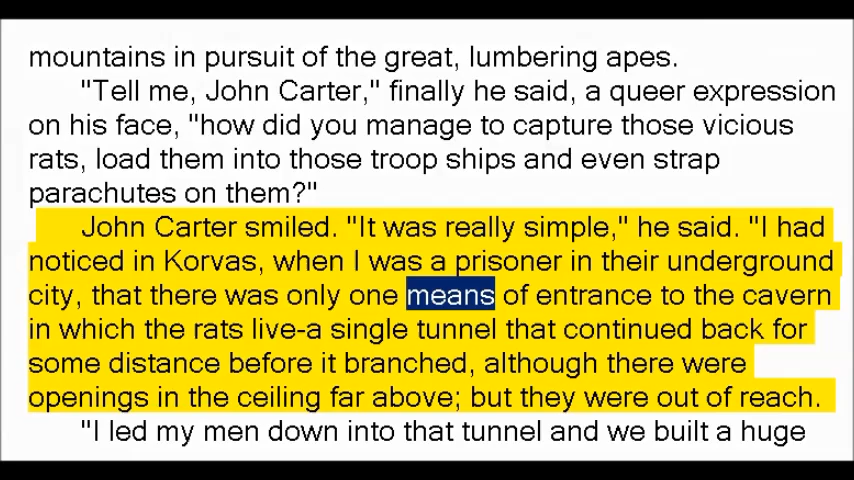 mountains in pursuit of the great, lumbering apes.
"Tell me, John Carter," finally he said, a queer expression
on his face, "how did you manage to capture those vicious
rats, load them into those troop ships and even strap
parachutes on them?"
John Carter smiled. "It was really simple," he said. "I had
noticed in Korvas, when I was a prisoner in their underground
city, that there was only one means of entrance to the cavern
in which the rats live-a single tunnel that continued back for
some distance before it branched, although there were
openings in the ceiling far above; but they were out of reach.
"I led my men down into that tunnel and we built a huge